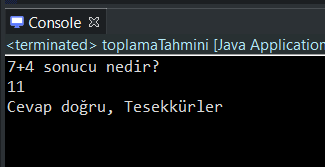 Console
<terminated> toplamaTahmini [Java Application
7+4 sonucu nedir?
11
Cevap doğru, Tesekkürler